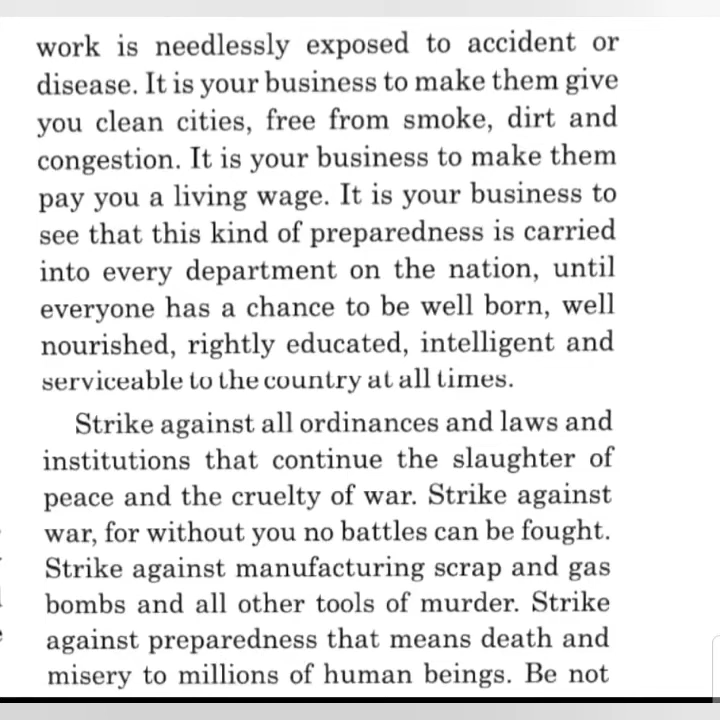 work is needlessly exposed to accident or
disease. It is your business to make them give
you clean cities, free from smoke, dirt and
congestion. It is your business to make them
pay you a living wage. It is your business to
see that this kind of preparedness is carried
into every department on the nation, until
everyone has a chance to be well born, well
nourished, rightly educated, intelligent and
serviceable to the country at all times.
Strike against all ordinances and laws and
institutions that continue the slaughter of
peace and the cruelty of war. Strike against
war, for without you no battles can be fought.
Strike against manufacturing scrap and gas
bombs and all other tools of murder. Strike
against preparedness that means death and
misery to millions of human beings. Be not